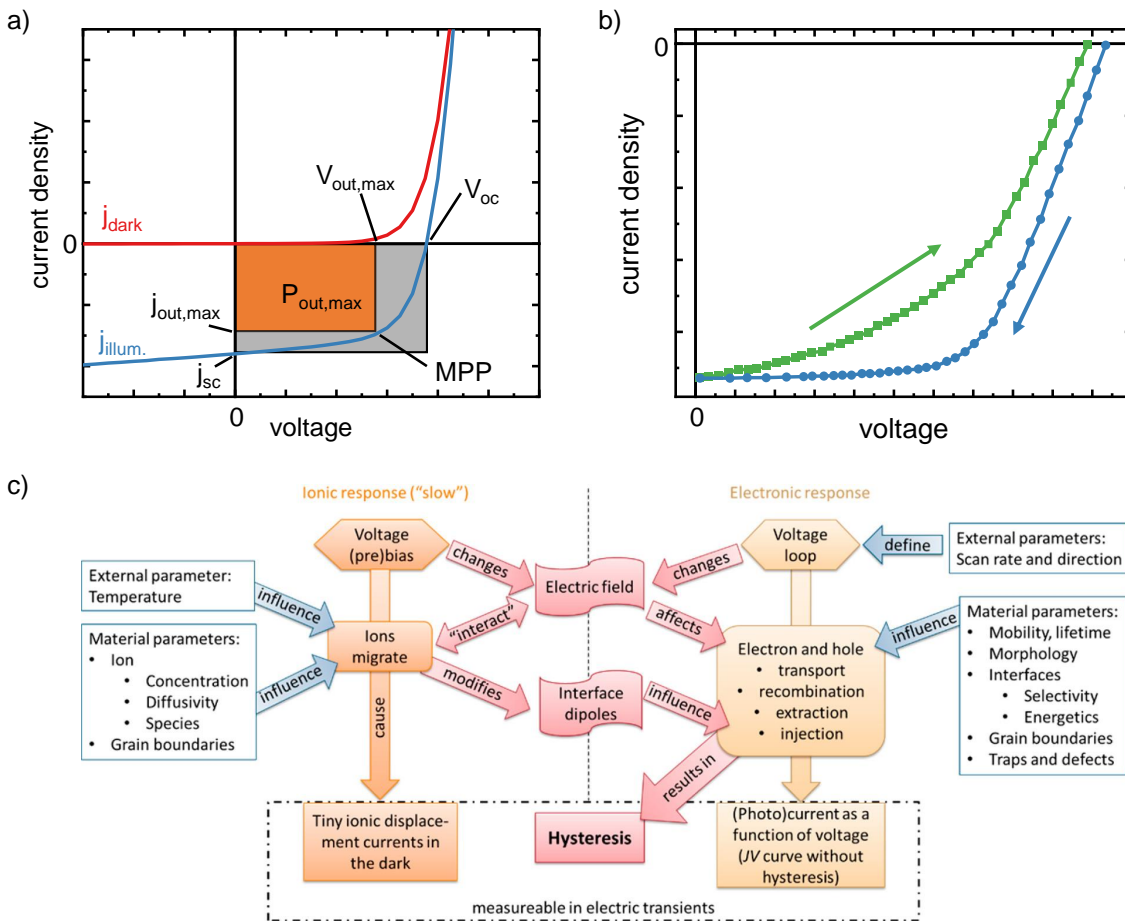 a)
current density
0
j_dark
j_illum.
V_out,max
V_oc
P_out,max
j_out,max
j_sc
MPP
0
voltage
b)
0
current density
0
voltage
c)
Ionic response ("slow")
Electronic response
Voltage
(pre)bias
changes
Electric field
changes
Voltage
loop
define
External parameters:
Scan rate and direction
External parameter:
Temperature
influence
"interact"
affects
Ions
migrate
Material parameters:
• Ion
• Concentration
• Diffusivity
• Species
• Grain boundaries
influence
cause
modifies
Interface
dipoles
influence
Electron and hole
• transport
• recombination
• extraction
• injection
influence
Material parameters:
• Mobility, lifetime
• Morphology
• Interfaces
• Selectivity
• Energetics
• Grain boundaries
• Traps and defects
results in
Tiny ionic displace-
ment currents in
the dark
Hysteresis
(Photo)current as a
function of voltage
(JV curve without
hysteresis)
measureable in electric transients